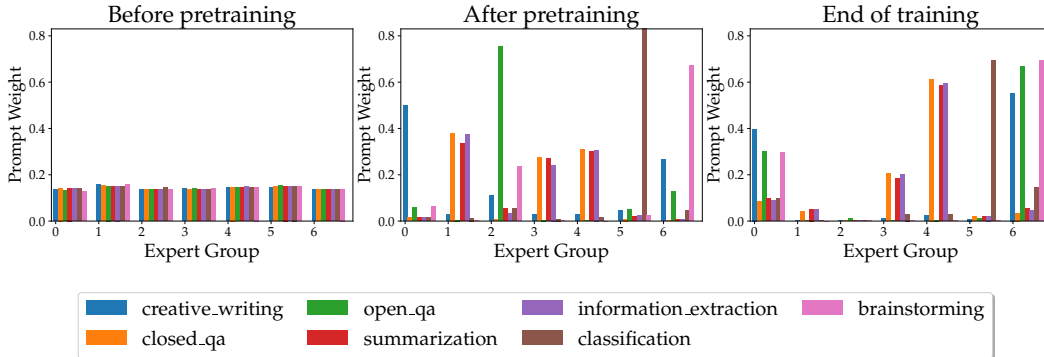 Before pretraining
After pretraining
End of training
Prompt Weight
0.8
0.6
0.4
0.2
0.0
0 1 2 3 4 5 6
Expert Group
Prompt Weight
0.8
0.6
0.4
0.2
0.0
0 1 2 3 4 5 6
Expert Group
Prompt Weight
0.8
0.6
0.4
0.2
0.0
0 1 2 3 4 5 6
Expert Group
creative_writing
open_qa
information_extraction
brainstorming
closed_qa
summarization
classification